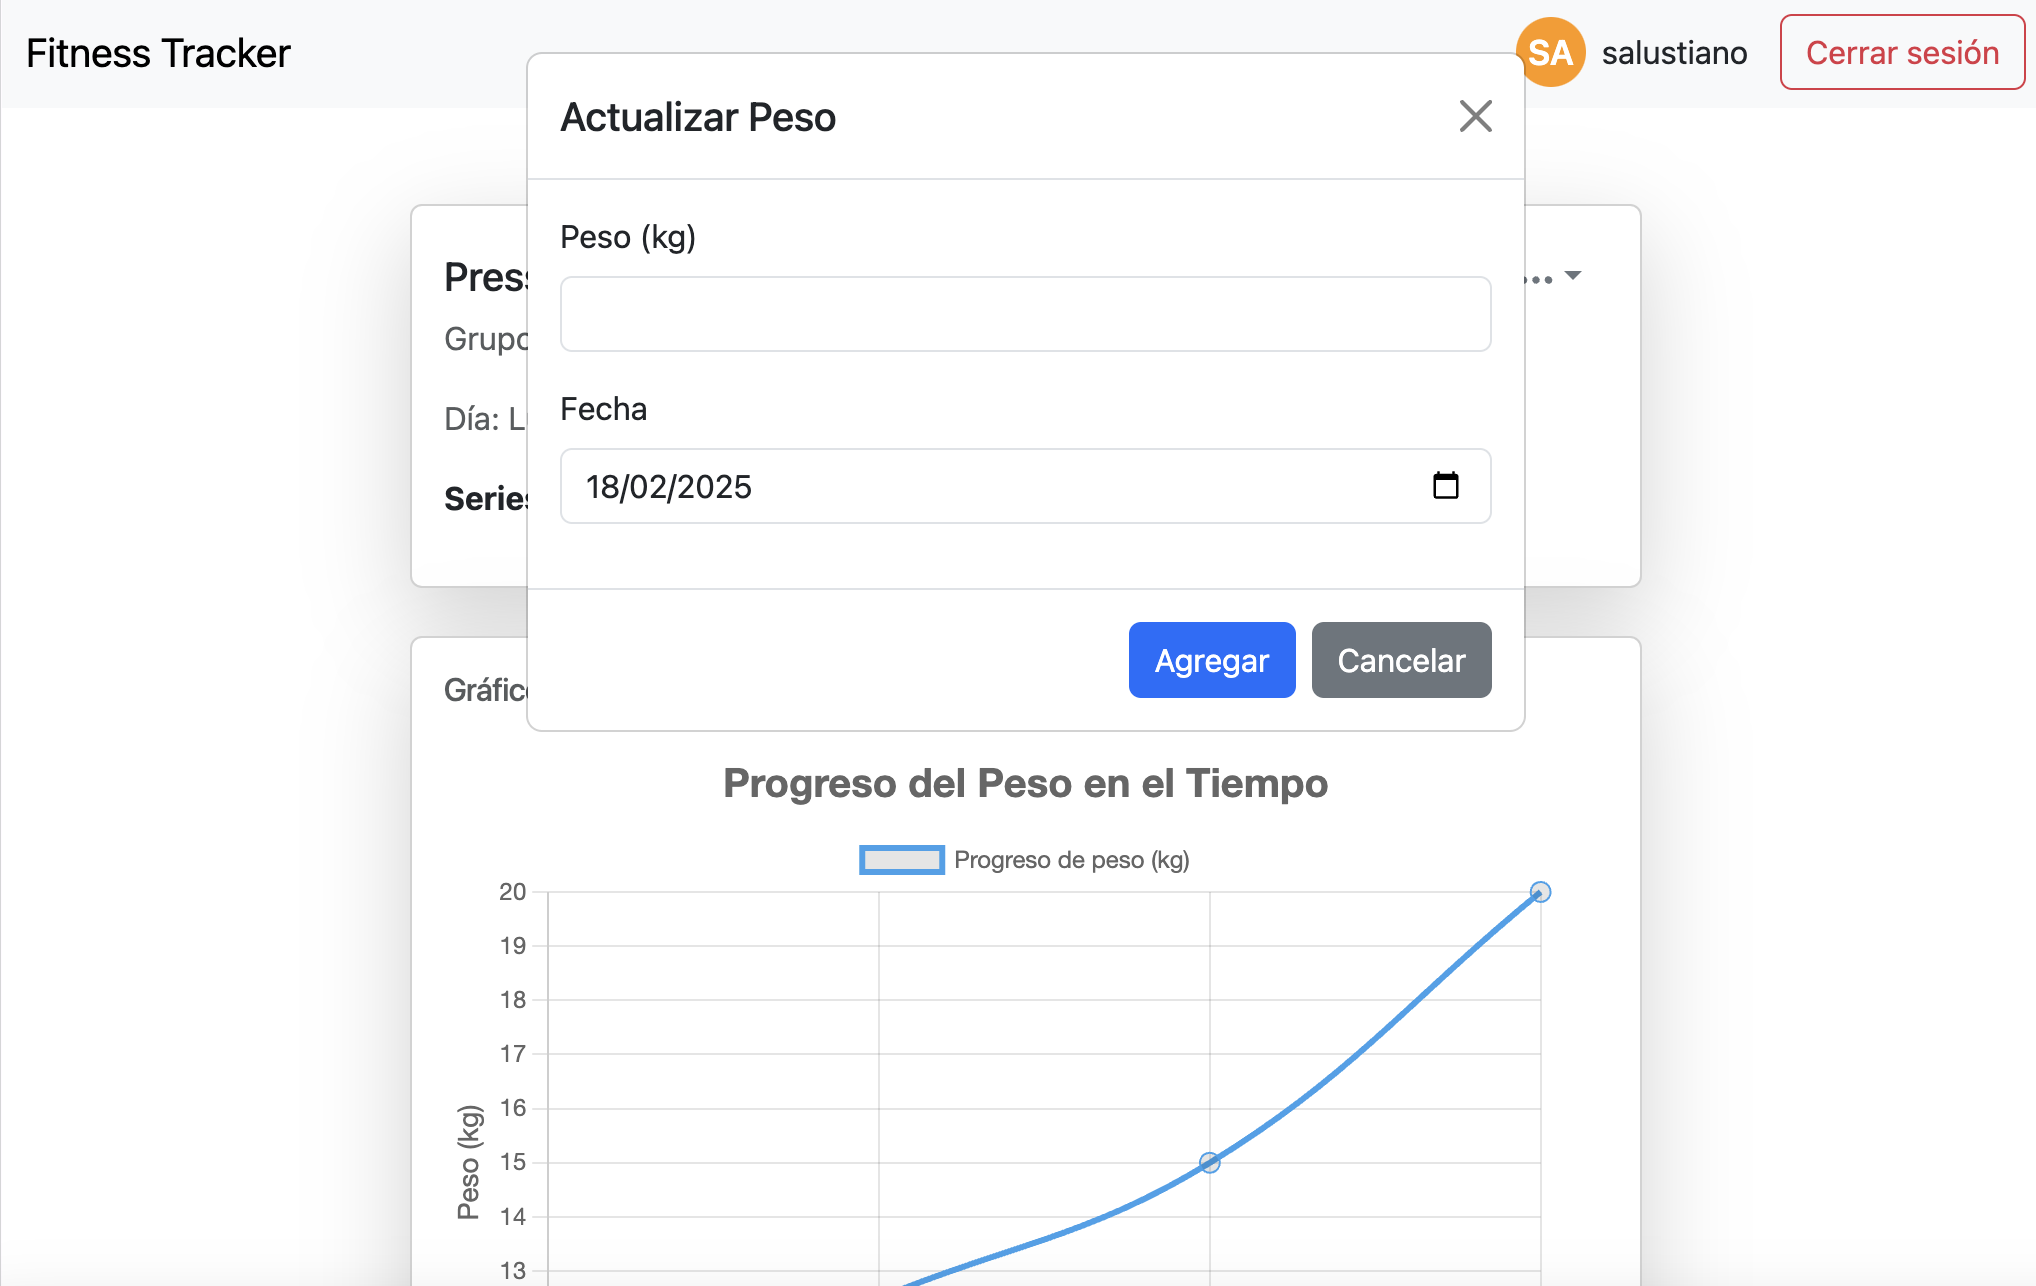 Fitness Tracker
SA salustiano Cerrar sesión
Actualizar Peso
Peso (kg)
Fecha
18/02/2025
Agregar Cancelar
Press
Grupo
Día: L
Series
Gráfico
Progreso del Peso en el Tiempo
Progreso de peso (kg)
20
19
18
17
16
15
14
13
Peso (kg)